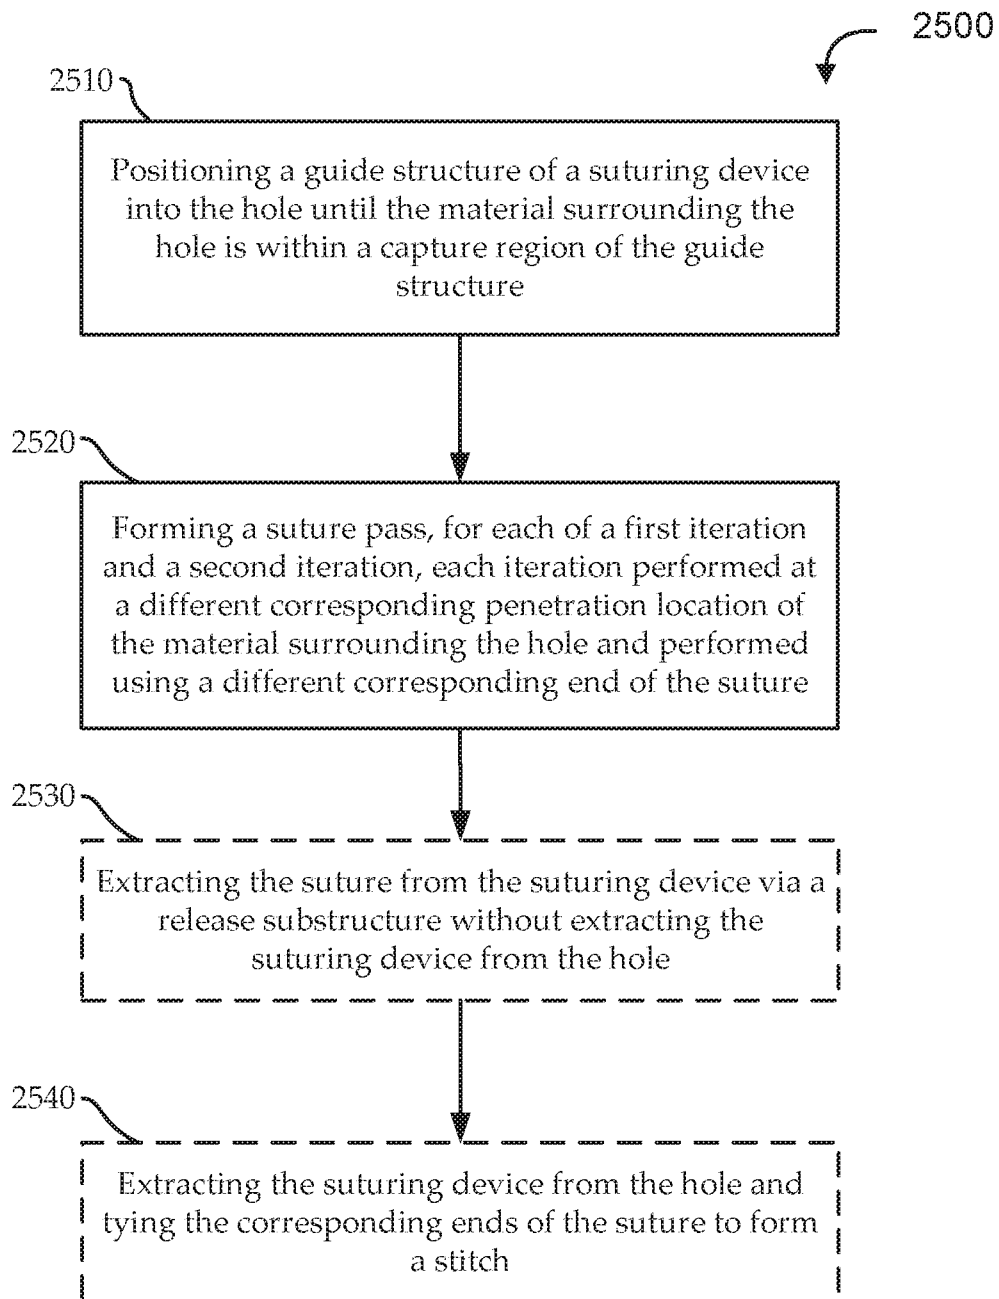 2500
2510
Positioning a guide structure of a suturing device
into the hole until the material surrounding the
hole is within a capture region of the guide
structure
2520
Forming a suture pass, for each of a first iteration
and a second iteration, each iteration performed at
a different corresponding penetration location of
the material surrounding the hole and performed
using a different corresponding end of the suture
2530
Extracting the suture from the suturing device via a
release substructure without extracting the
suturing device from the hole
2540
Extracting the suturing device from the hole and
tying the corresponding ends of the suture to form
a stitch